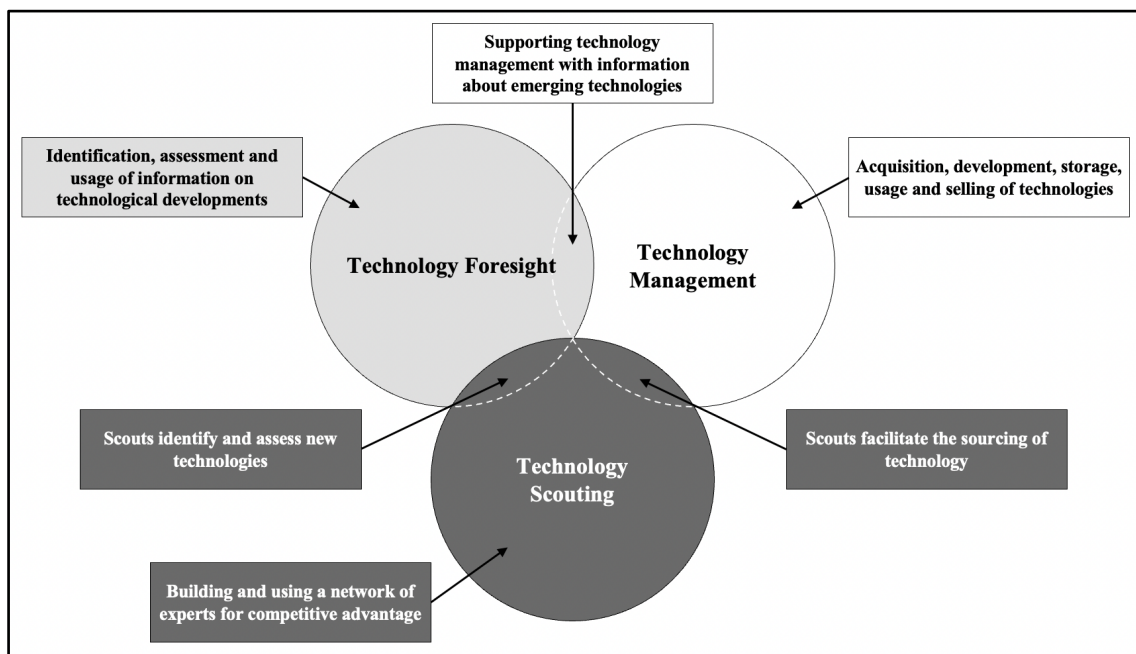 Supporting technology
management with information
about emerging technologies
Identification, assessment and
usage of information on
technological developments
Acquisition, development, storage,
usage and selling of technologies
Technology Foresight
Technology
Management
Scouts identify and assess new
technologies
Scouts facilitate the sourcing of
technology
Technology
Scouting
Building and using a network of
experts for competitive advantage